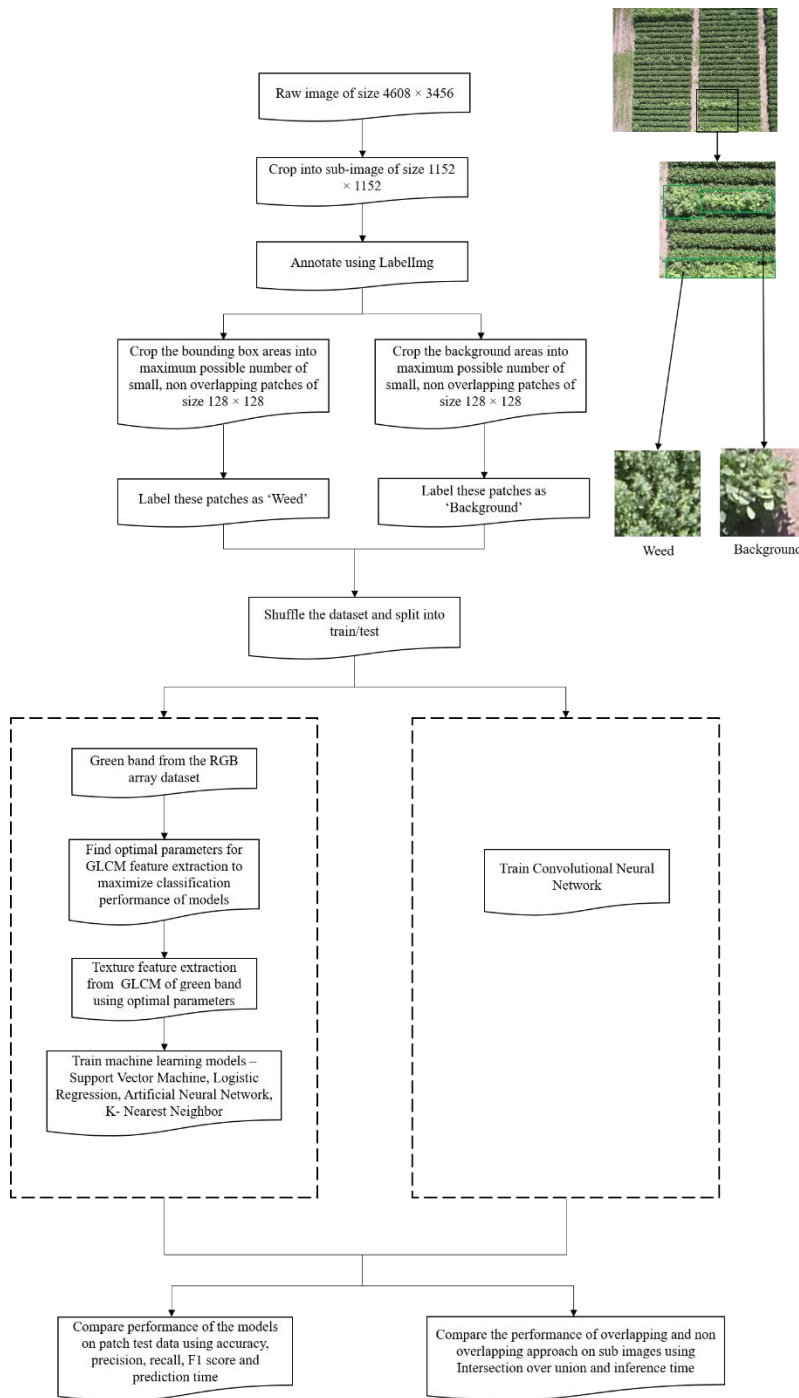 Raw image of size 4608 × 3456
Crop into sub-image of size 1152
× 1152
Annotate using LabelImg
Crop the bounding box areas into
maximum possible number of
small, non overlapping patches of
size 128 × 128
Crop the background areas into
maximum possible number of
small, non overlapping patches of
size 128 × 128
Label these patches as ‘Weed’
Label these patches as
‘Background’
Weed
Background
Shuffle the dataset and split into
train/test
Green band from the RGB
array dataset
Find optimal parameters for
GLCM feature extraction to
maximize classification
performance of models
Texture feature extraction
from GLCM of green band
using optimal parameters
Train machine learning models –
Support Vector Machine, Logistic
Regression, Artificial Neural Network,
K- Nearest Neighbor
Train Convolutional Neural
Network
Compare performance of the models
on patch test data using accuracy,
precision, recall, F1 score and
prediction time
Compare the performance of overlapping and non
overlapping approach on sub images using
Intersection over union and inference time